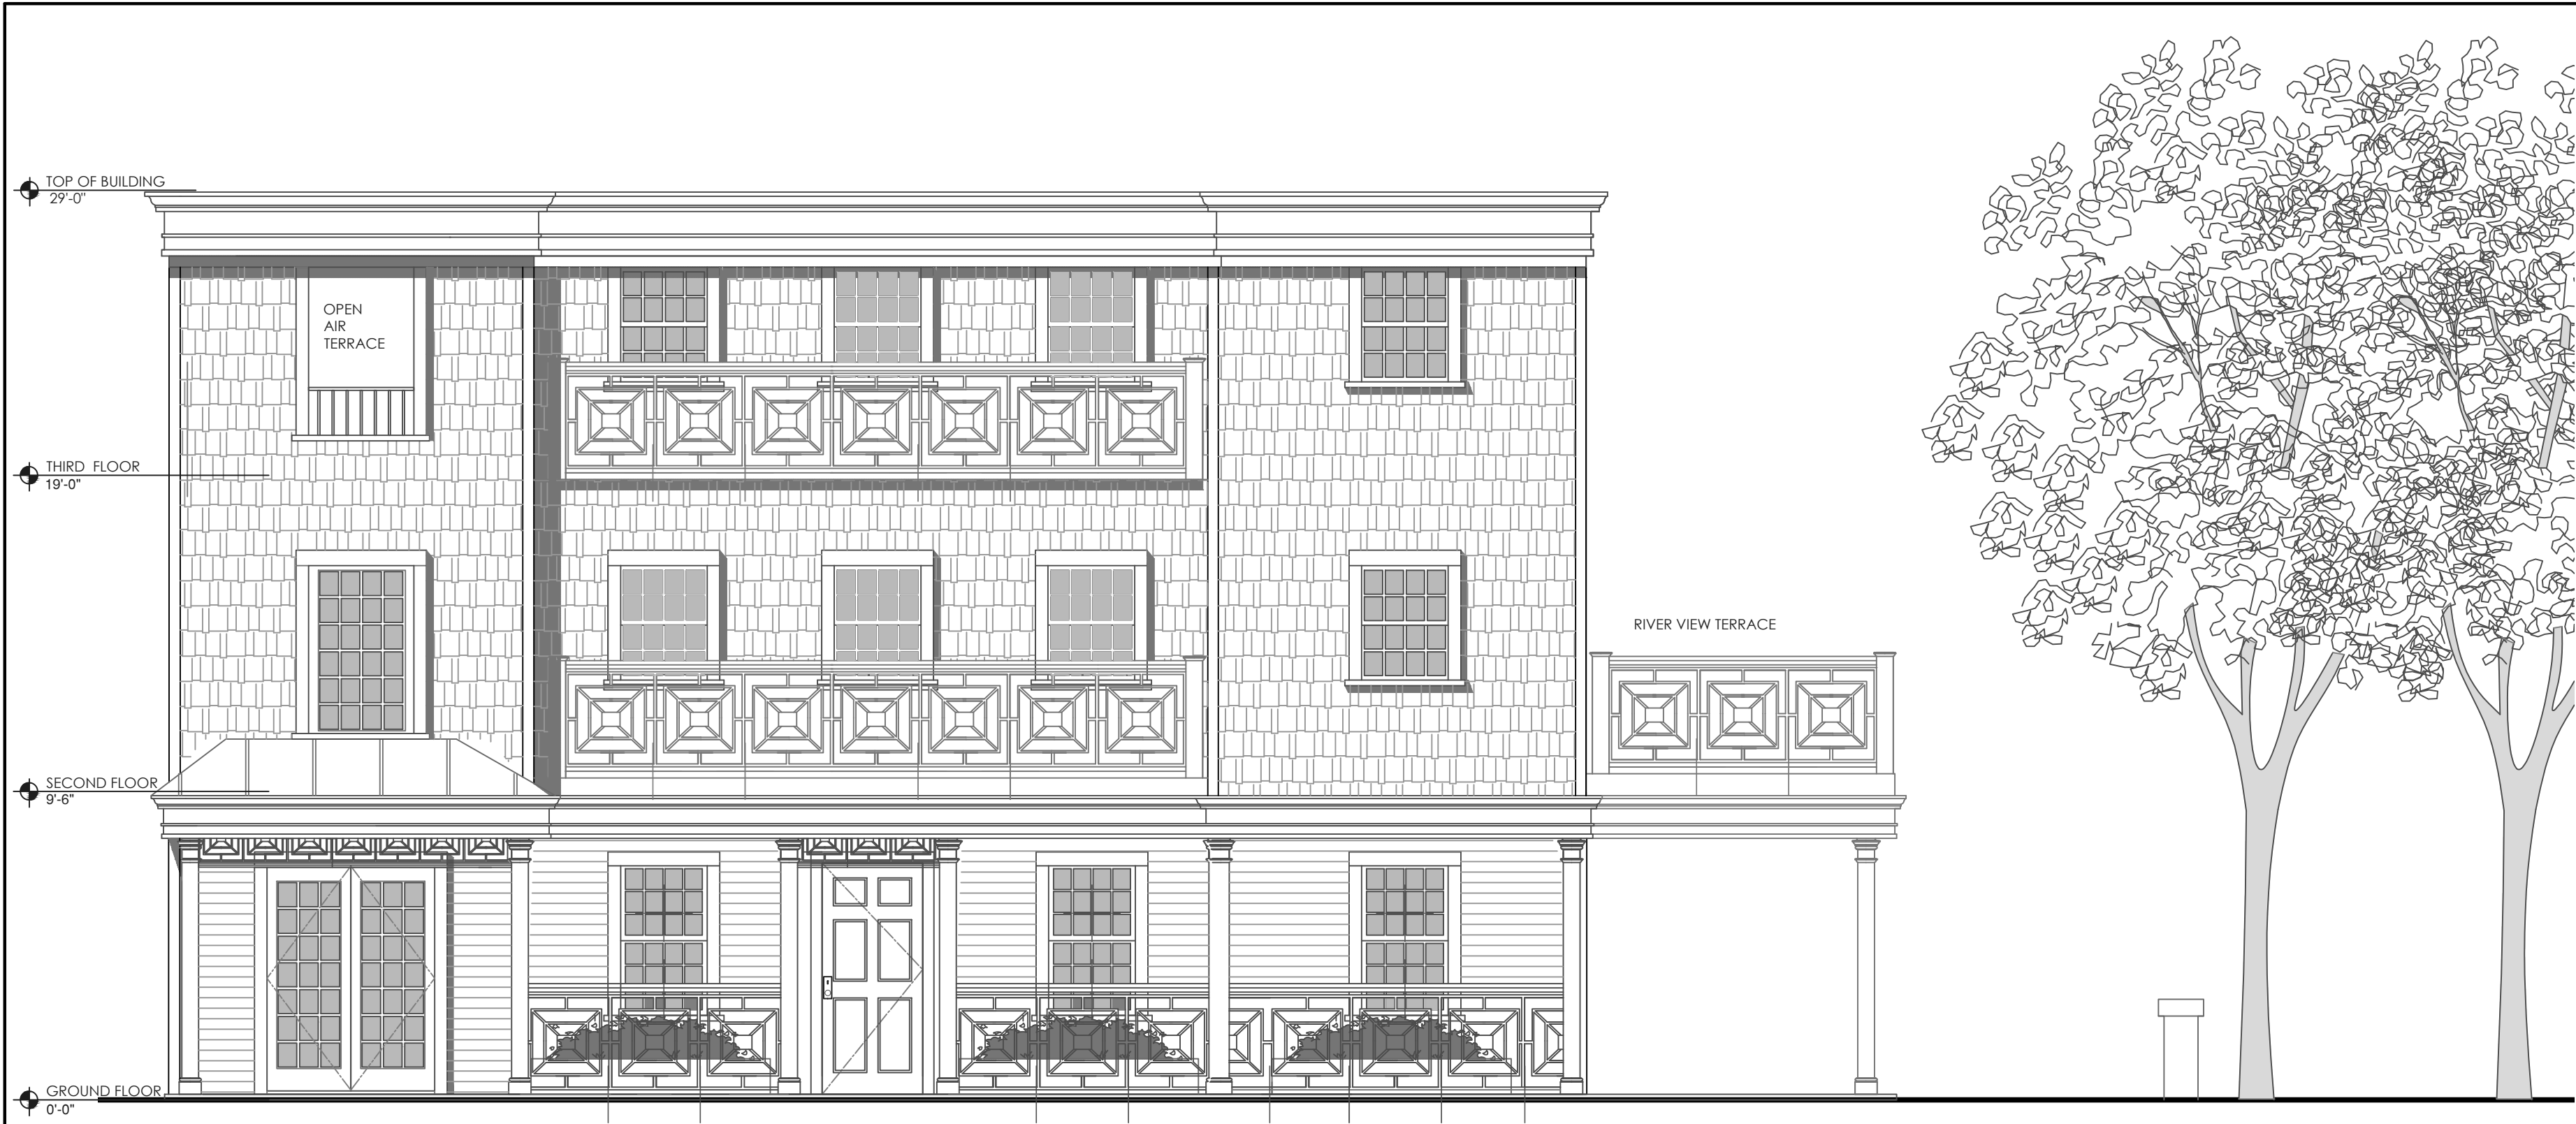 TOP OF BUILDING
29'-0"
OPEN
AIR
TERRACE
THIRD FLOOR
19'-0"
RIVER VIEW TERRACE
SECOND FLOOR
9'-6"
GROUND FLOOR
0'-0"